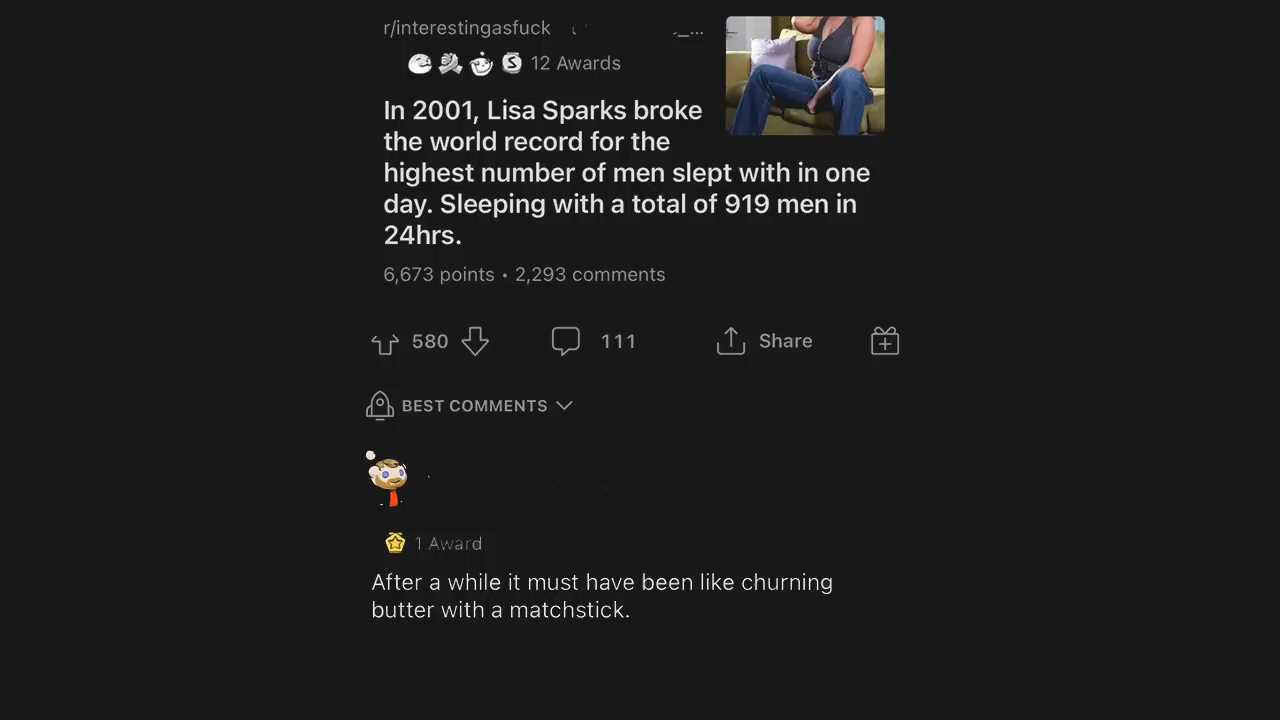 r/interestingasfuck
12 Awards
In 2001, Lisa Sparks broke
the world record for the
highest number of men slept with in one
day. Sleeping with a total of 919 men in
24hrs.
6,673 points • 2,293 comments
580 111 Share
BEST COMMENTS
1 Award
After a while it must have been like churning
butter with a matchstick.